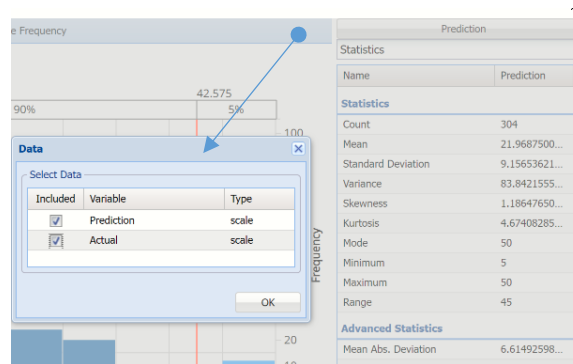 e Frequency
Prediction
Statistics
Name Prediction
42.575
90% 5%
Statistics
Count 304
100
Mean 21.9687500...
Data
Standard Deviation 9.15653621...
Select Data
Variance 83.8421555...
Included Variable Type
Skewness 1.18647650...
Prediction scale
Kurtosis 4.67408285...
Actual scale
Mode 50
Frequency
Minimum 5
Maximum 50
OK
Range 45
Advanced Statistics
20
Mean Abs. Deviation 6.61492598...